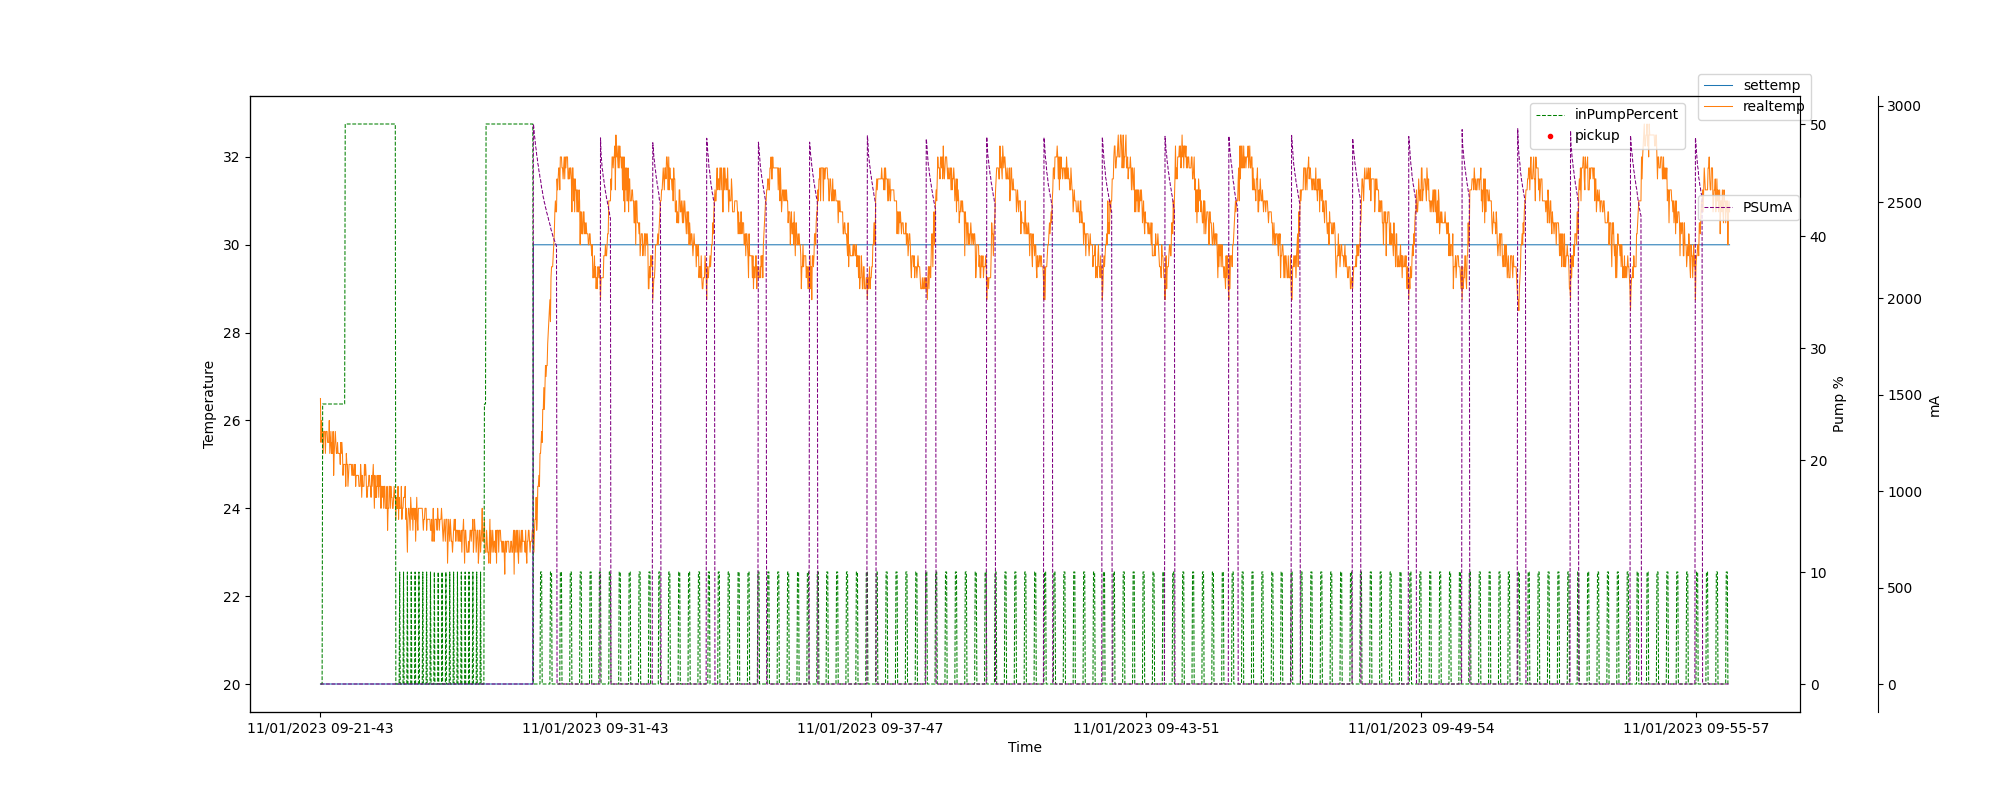 settemp
realtemp
inPumpPercent
pickup
PSUmA
Temperature
32
30
28
26
24
22
20
50
40
30
20
10
0
Pump %
3000
2500
2000
1500
1000
500
0
mA
11/01/2023 09-21-43
11/01/2023 09-31-43
11/01/2023 09-37-47
11/01/2023 09-43-51
11/01/2023 09-49-54
11/01/2023 09-55-57
Time